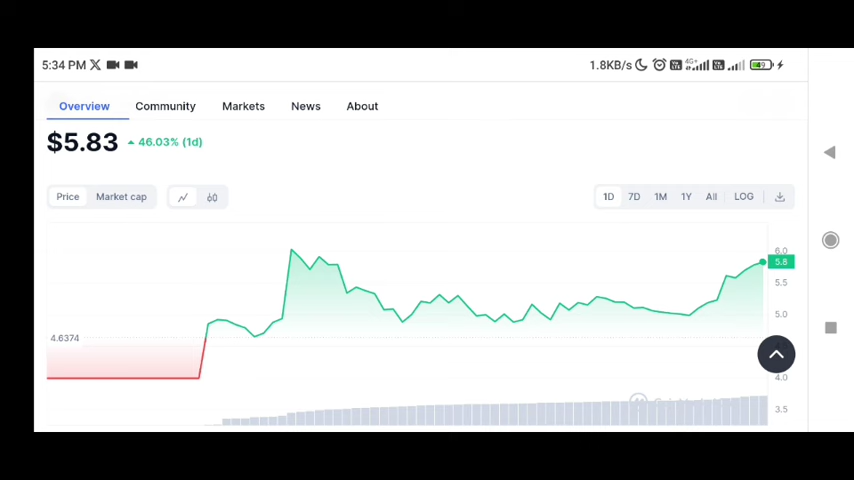 5:34 PM
1.8KB/s 4G+ 49
Overview Community Markets News About
$5.83 46.03% (1d)
Price Market cap 1D 7D 1M 1Y All LOG
6.0
5.8
5.5
5.0
4.6374
4.0
3.5